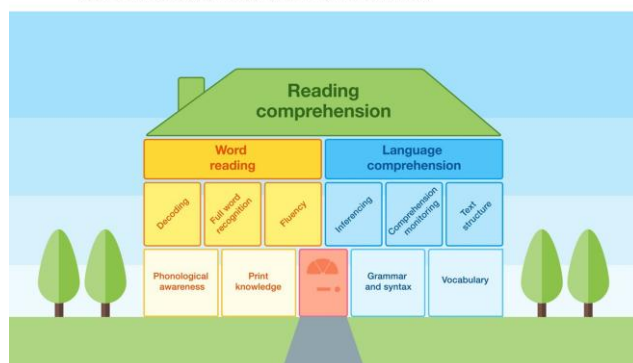 Reading
comprehension
Word
reading
Language
comprehension
Decoding
Full word
recognition
Fluency
Inferencing
Comprehension
monitoring
Text
structure
Phonological
awareness
Print
knowledge
Grammar
and syntax
Vocabulary